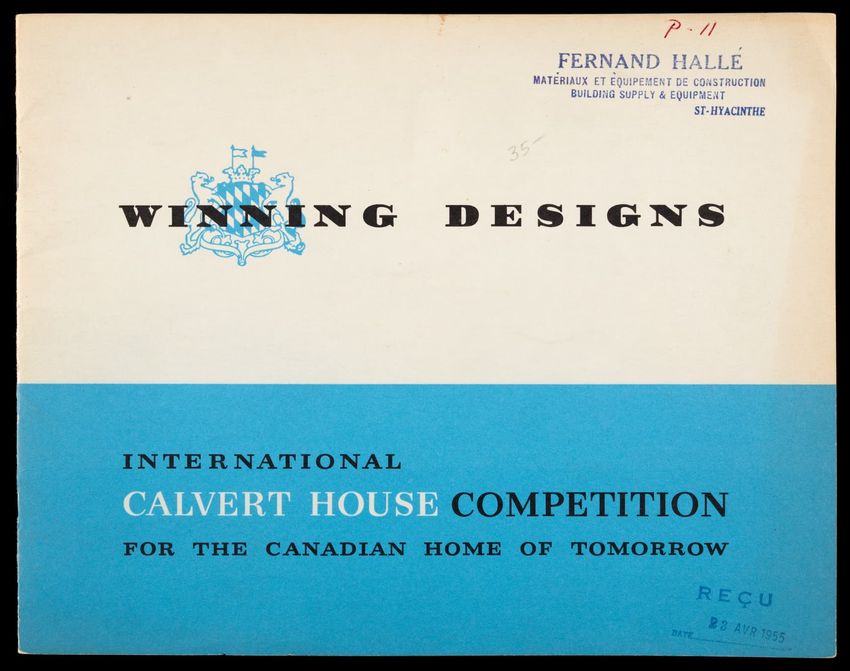 P-11
FERNAND HALLÉ
MATÉRIAUX ET ÉQUIPEMENT DE CONSTRUCTION
BUILDING SUPPLY & EQUIPMENT
ST-HYACINTHE
35-
WINNING DESIGNS
INTERNATIONAL
CALVERT HOUSE COMPETITION
FOR THE CANADIAN HOME OF TOMORROW
REÇU
DATE AVR 1955